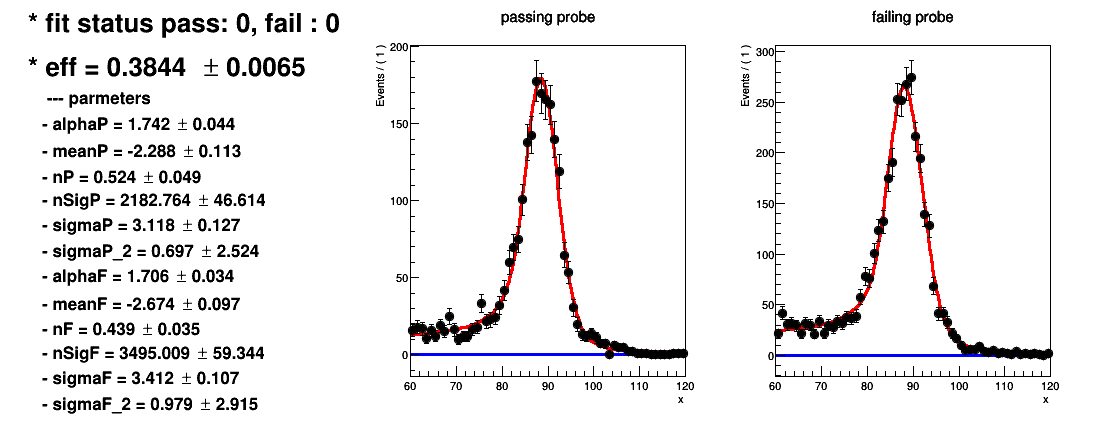 * fit status pass: 0, fail : 0
* eff = 0.3844 ± 0.0065
--- parmeters
- alphaP = 1.742 ± 0.044
- meanP = -2.288 ± 0.113
- nP = 0.524 ± 0.049
- nSigP = 2182.764 ± 46.614
- sigmaP = 3.118 ± 0.127
- sigmaP_2 = 0.697 ± 2.524
- alphaF = 1.706 ± 0.034
- meanF = -2.674 ± 0.097
- nF = 0.439 ± 0.035
- nSigF = 3495.009 ± 59.344
- sigmaF = 3.412 ± 0.107
- sigmaF_2 = 0.979 ± 2.915
passing probe
Events / ( 1 )
200
150
100
50
0
60 70 80 90 100 110 120
x
failing probe
Events / ( 1 )
300
250
200
150
100
50
0
60 70 80 90 100 110 120
x